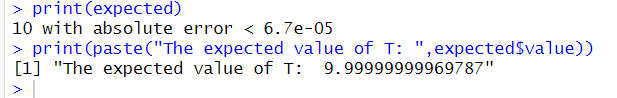 > print(expected)
10 with absolute error < 6.7e-05
> print(paste("The expected value of T: ",expected$value))
[1] "The expected value of T:  9.99999999969787"
>